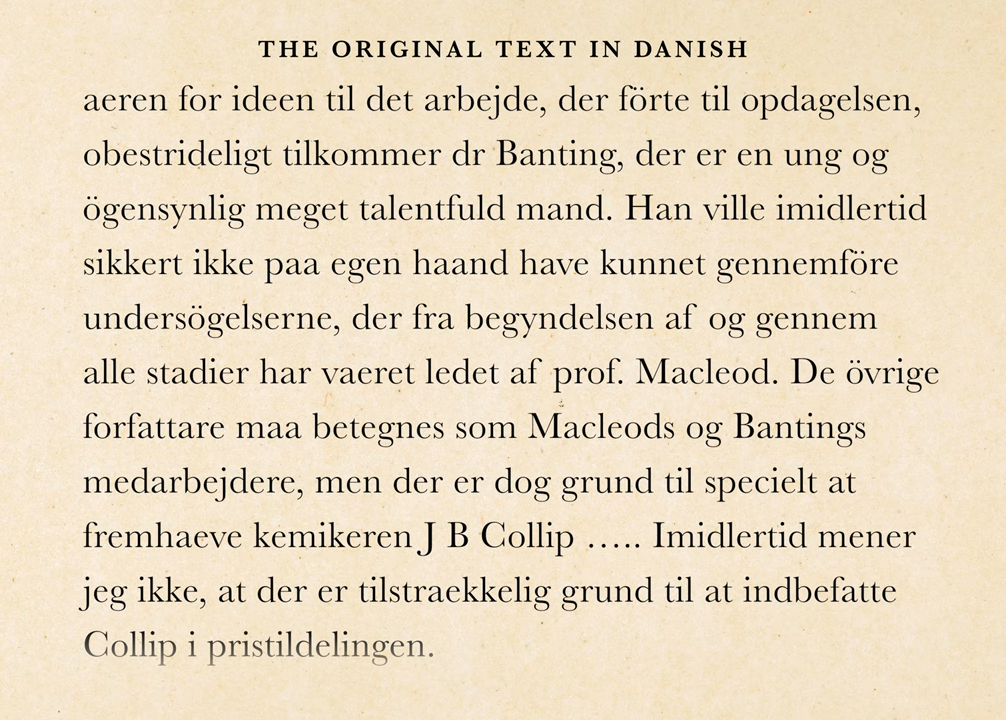 THE ORIGINAL TEXT IN DANISH
aeren for ideen til det arbejde, der förte til opdagelsen,
obestrideligt tilkommer dr Banting, der er en ung og
ögensynlig meget talentfuld mand. Han ville imidlertid
sikkert ikke paa egen haand have kunnet gennemföre
undersögelserne, der fra begyndelsen af og gennem
alle stadier har vaeret ledet af prof. Macleod. De övrige
forfattare maa betegnes som Macleods og Bantings
medarbejdere, men der er dog grund til specielt at
fremhaeve kemikeren J B Collip ….. Imidlertid mener
jeg ikke, at der er tilstraekkelig grund til at indbefatte
Collip i pristildelingen.